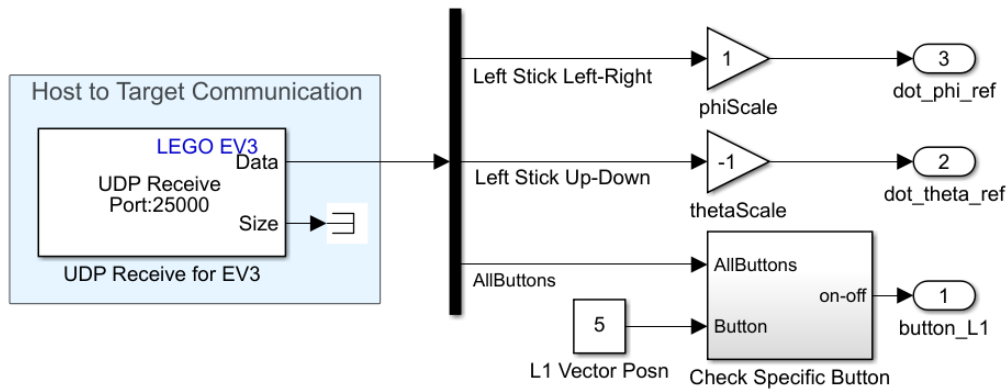 Host to Target Communication
LEGO EV3
Data
UDP Receive
Port:25000
Size
UDP Receive for EV3
Left Stick Left-Right
1
phiScale
3
dot_phi_ref
Left Stick Up-Down
-1
thetaScale
2
dot_theta_ref
AllButtons
5
L1 Vector Posn
AllButtons
on-off
Button
Check Specific Button
1
button_L1